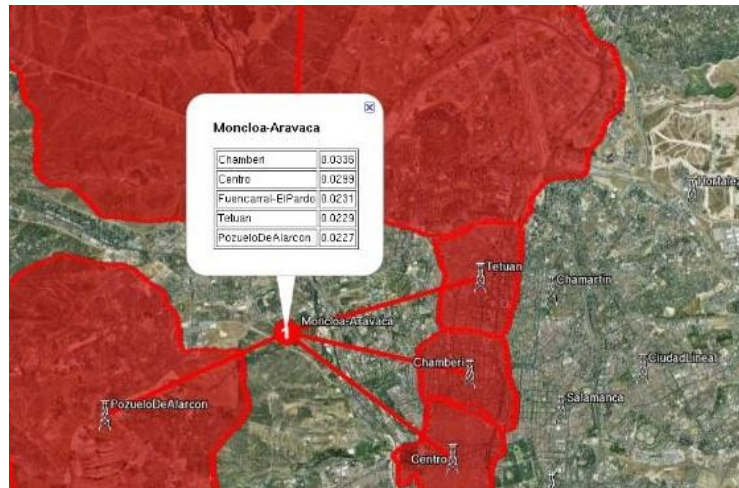 Moncloa-Aravaca
Chamberi 0.0336
Centro 0.0299
Fuencarral-ElPardo 0.0231
Tetuan 0.0229
PozueloDeAlarcon 0.0227
Hortalez
Tetuan
Chamartin
Moncloa-Aravaca
Chamberi
CiudadLineal
PozueloDeAlarcon
Salamanca
Centro